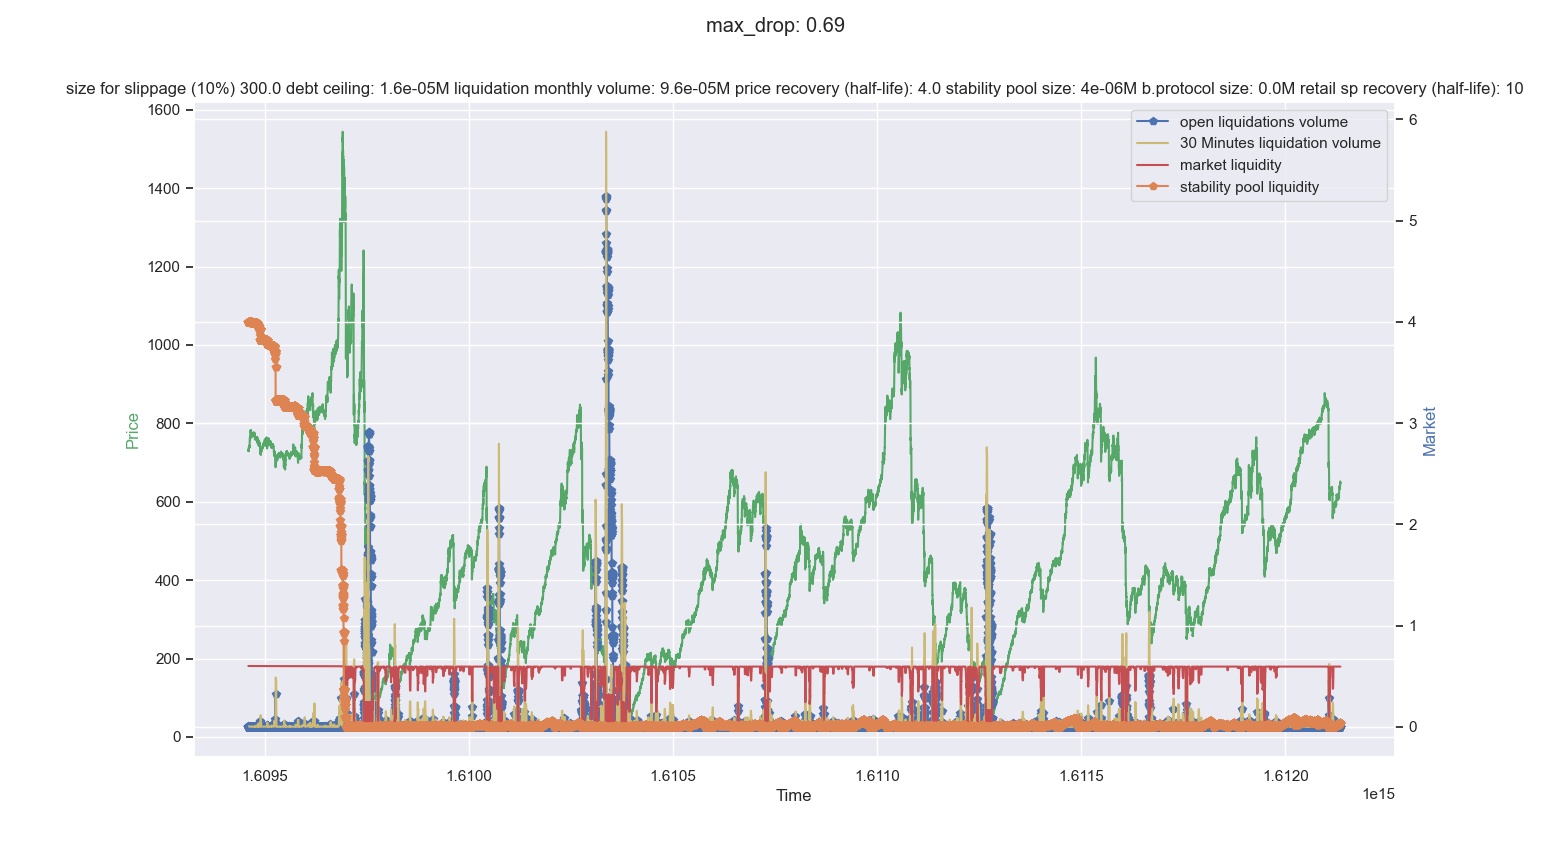 max_drop: 0.69
size for slippage (10%) 300.0 debt ceiling: 1.6e-05M liquidation monthly volume: 9.6e-05M price recovery (half-life): 4.0 stability pool size: 4e-06M b.protocol size: 0.0M retail sp recovery (half-life): 10
open liquidations volume
30 Minutes liquidation volume
market liquidity
stability pool liquidity
1600
1400
1200
1000
800
600
400
200
0
Price
6
5
4
3
2
1
0
Market
1.6095 1.6100 1.6105 1.6110 1.6115 1.6120
Time
1e15